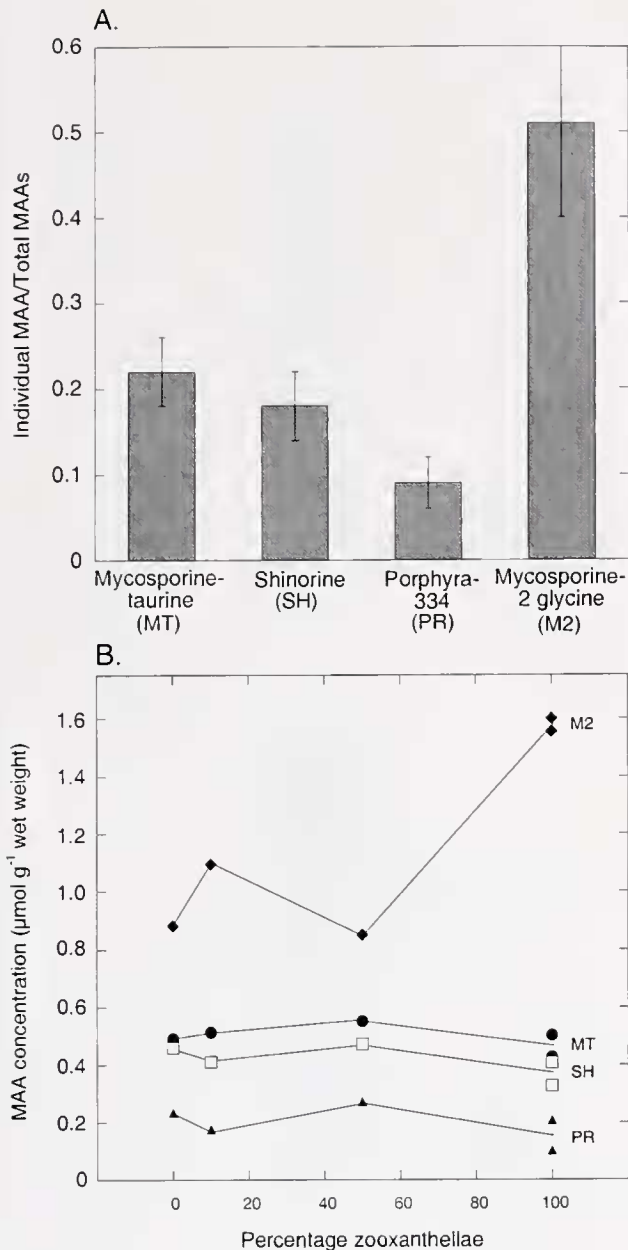 A.
Individual MAA/Total MAAs
0.6
0.5
0.4
0.3
0.2
0.1
0
Mycosporine-
taurine
(MT)
Shinorine
(SH)
Porphyra-
334
(PR)
Mycosporine-
2 glycine
(M2)
B.
MAA concentration (µmol g⁻¹ wet weight)
1.6
1.4
1.2
1.0
0.8
0.6
0.4
0.2
0
M2
MT
SH
PR
0 20 40 60 80 100
Percentage zooxanthellae